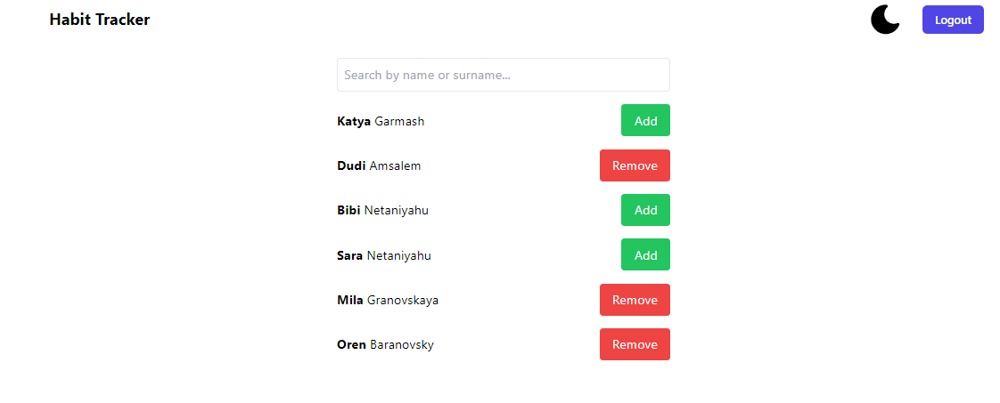 Habit Tracker Logout
Search by name or surname...
Katya Garmash Add
Dudi Amsalem Remove
Bibi Netaniyahu Add
Sara Netaniyahu Add
Mila Granovskaya Remove
Oren Baranovsky Remove